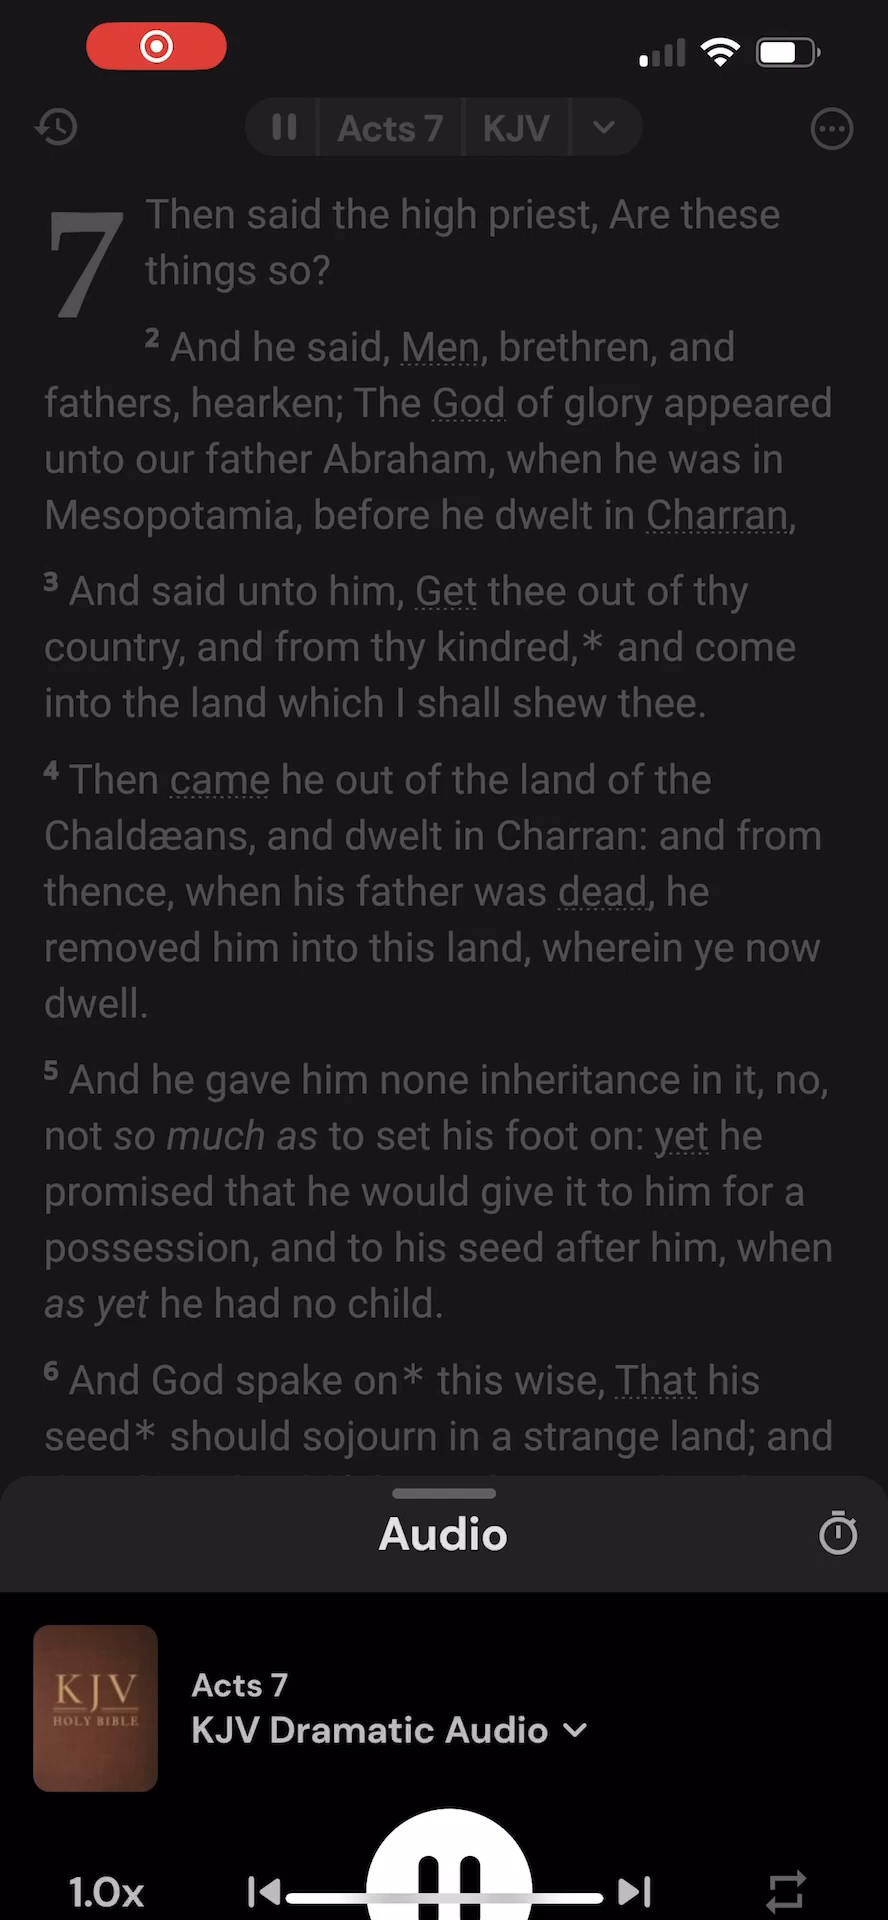 Acts 7 KJV
7 Then said the high priest, Are these
things so?
2 And he said, Men, brethren, and
fathers, hearken; The God of glory appeared
unto our father Abraham, when he was in
Mesopotamia, before he dwelt in Charran,
3 And said unto him, Get thee out of thy
country, and from thy kindred,* and come
into the land which I shall shew thee.
4 Then came he out of the land of the
Chaldæans, and dwelt in Charran: and from
thence, when his father was dead, he
removed him into this land, wherein ye now
dwell.
5 And he gave him none inheritance in it, no,
not so much as to set his foot on: yet he
promised that he would give it to him for a
possession, and to his seed after him, when
as yet he had no child.
6 And God spake on* this wise, That his
seed* should sojourn in a strange land; and
Audio
KJV
HOLY BIBLE
Acts 7
KJV Dramatic Audio
1.0x